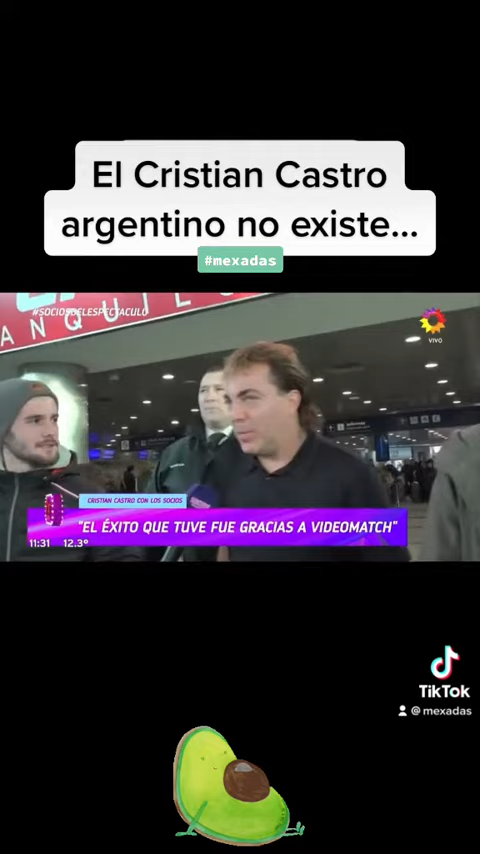 El Cristian Castro
argentino no existe...
#mexadas
#SOCIOSDELESPECTACULO
ANQUIL
VIVO
CRISTIAN CASTRO CON LOS SOCIOS
"EL ÉXITO QUE TUVE FUE GRACIAS A VIDEOMATCH"
11:31 12.3°
TikTok
@mexadas